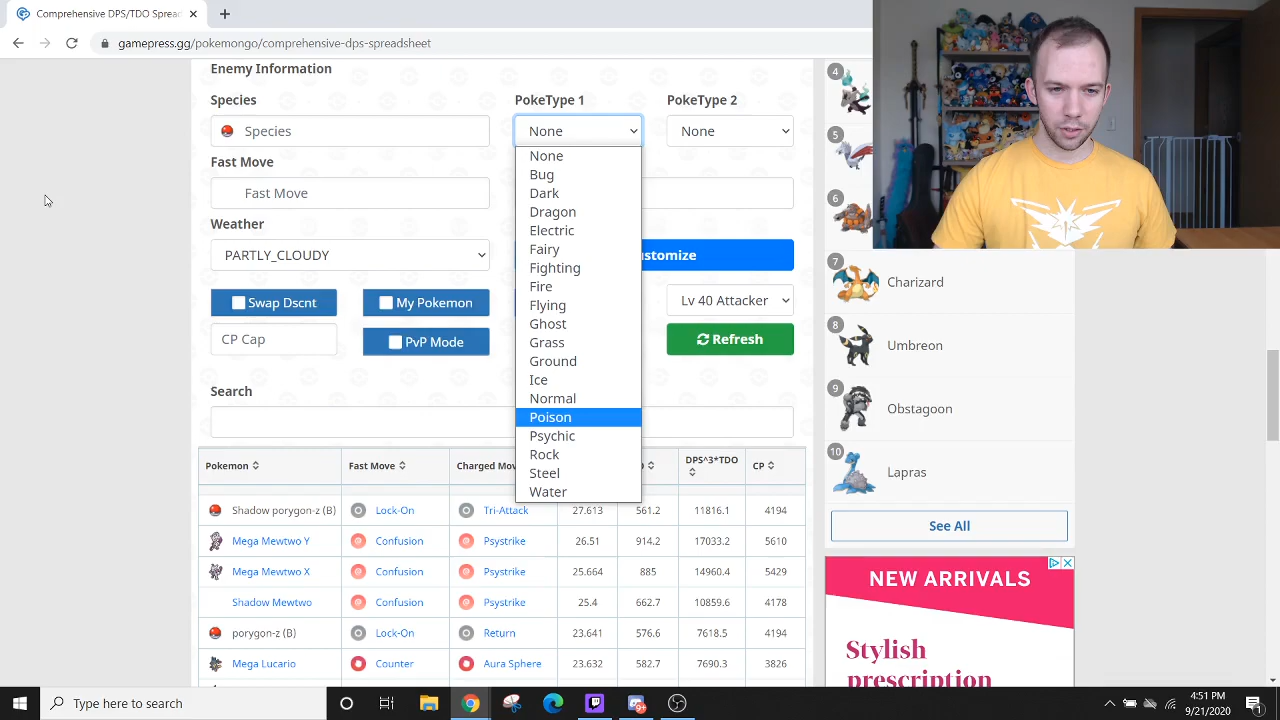 Comprehensive DPS/TDO Spread
gamepress.gg/pokemongo/comprehensive-dps-spreadsheet
Enemy Information
Species PokeType 1 PokeType 2
Species None None
Fast Move
Fast Move
Weather
PARTLY_CLOUDY ustomize
Swap Dscnt My Pokemon Lv 40 Attacker
CP Cap PvP Mode Refresh
Search
None
Bug
Dark
Dragon
Electric
Fairy
Fighting
Fire
Flying
Ghost
Grass
Ground
Ice
Normal
Poison
Psychic
Rock
Steel
Water
Pokemon Fast Move Charged Mov DPS^3*TDO CP
Shadow porygon-z (B) Lock-On Tri-Attack 27.613 561.2 11816.1 4194
Mega Mewtwo Y Confusion Psystrike 26.51 914.2 17033.2 5610
Mega Mewtwo X Confusion Psystrike 25.664 885 14960.4 5429
Shadow Mewtwo Confusion Psystrike 25.4 662.7 10859.6 4178
porygon-z (B) Lock-On Return 23.641 576.6 7618.5 4194
Mega Lucario Counter Aura Sphere 23.632 582.7 7690.3 3826
4
5
6
7 Charizard
8 Umbreon
9 Obstagoon
10 Lapras
See All
NEW ARRIVALS
Stylish
prescription
Type here to search
4:51 PM
9/21/2020
1